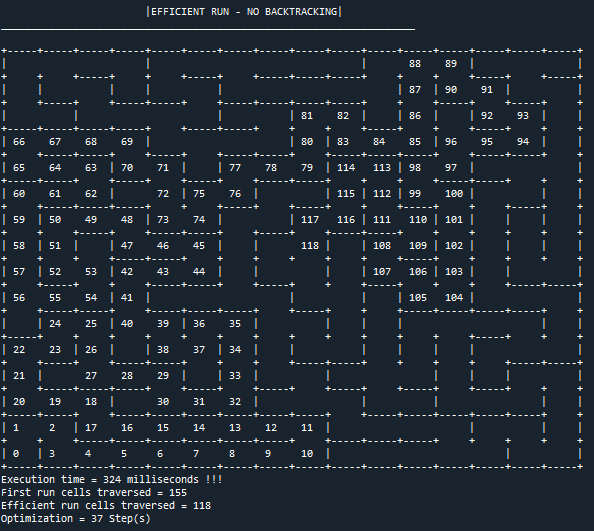 |EFFICIENT RUN - NO BACKTRACKING|
88 89
87 90 91
81 82 86 92 93
66 67 68 69 80 83 84 85 96 95 94
65 64 63 70 71 77 78 79 114 113 98 97
60 61 62 72 75 76 115 112 99 100
59 50 49 48 73 74 117 116 111 110 101
58 51 47 46 45 118 108 109 102
57 52 53 42 43 44 107 106 103
56 55 54 41 105 104
24 25 40 39 36 35
22 23 26 38 37 34
21 27 28 29 33
20 19 18 30 31 32
1 2 17 16 15 14 13 12 11
0 3 4 5 6 7 8 9 10
Execution time = 324 milliseconds !!!
First run cells traversed = 155
Efficient run cells traversed = 118
Optimization = 37 Step(s)